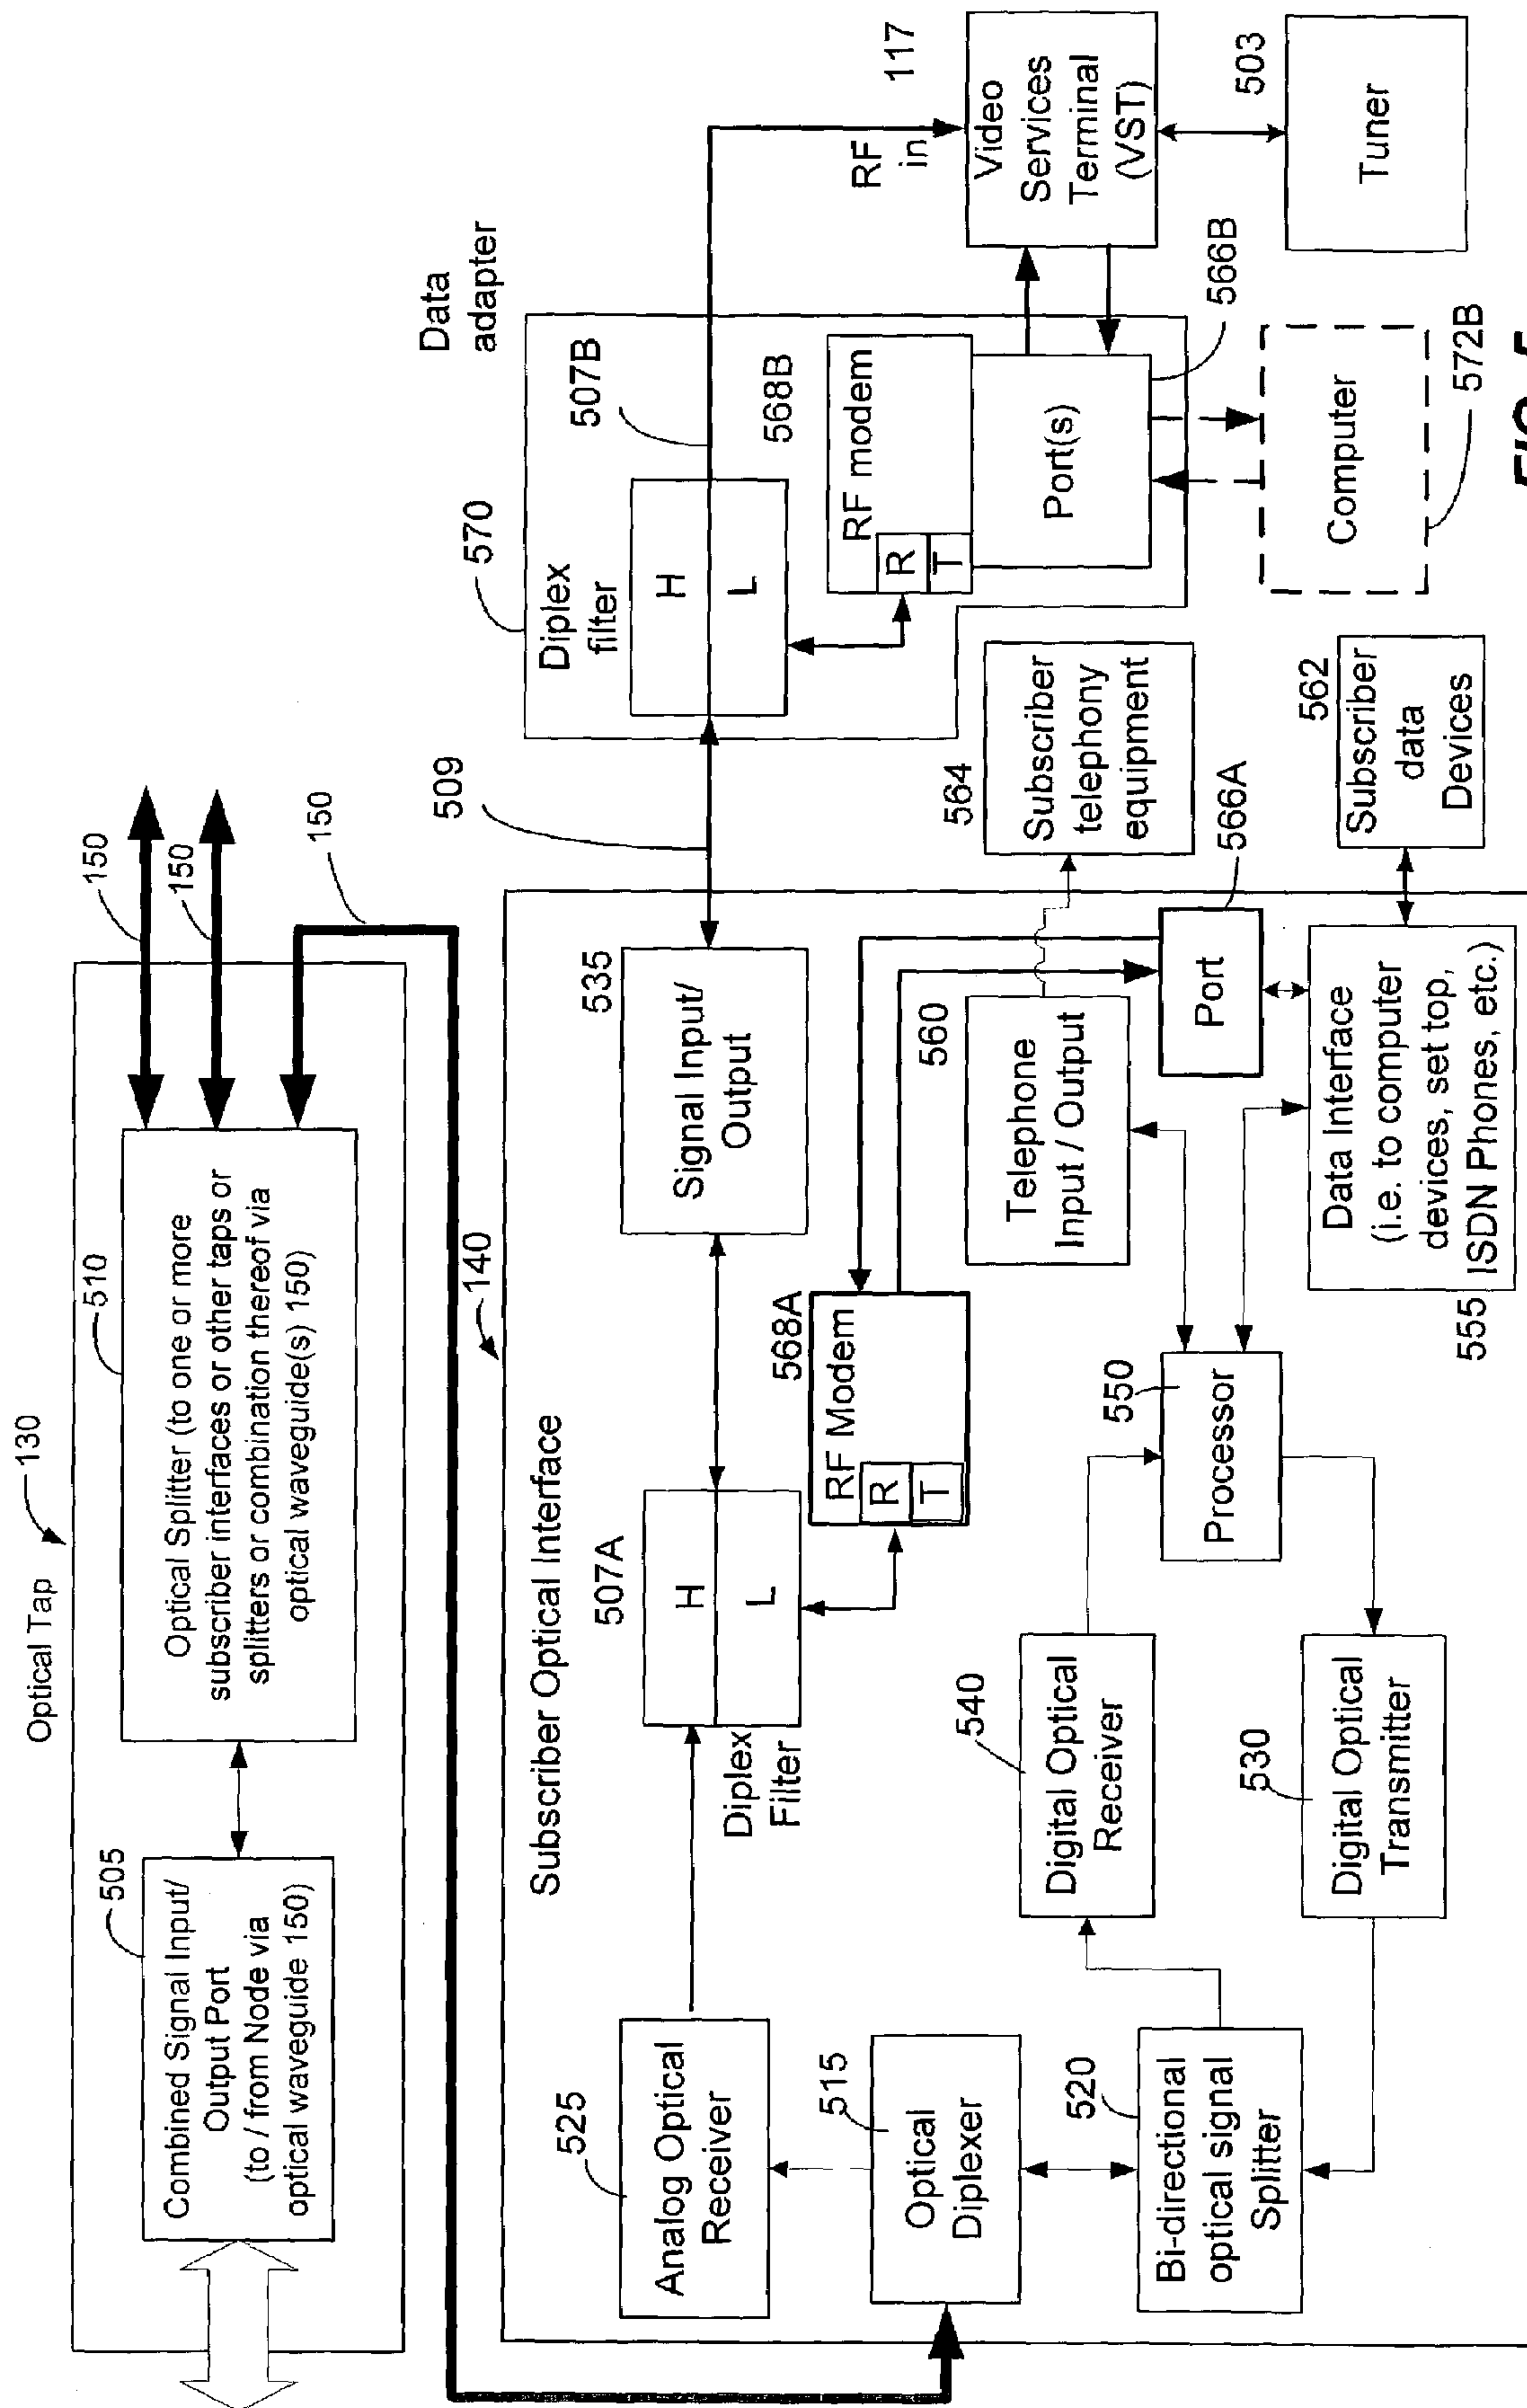 Optical Tap
130
505
Combined Signal Input/
Output Port
(to / from Node via
optical waveguide 150)
510
Optical Splitter (to one or more
subscriber interfaces or other taps or
splitters or combination thereof via
optical waveguide(s) 150)
150
150
150
140
Subscriber Optical Interface
525
Analog Optical
Receiver
515
Optical
Diplexer
520
Bi-directional
optical signal
Splitter
507A
H
L
Diplex
Filter
535
Signal Input/
Output
568A
RF Modem
R
T
540
Digital Optical
Receiver
530
Digital Optical
Transmitter
550
Processor
560
Telephone
Input / Output
566A
Port
555
Data Interface
(i.e. to computer
devices, set top,
ISDN Phones, etc.)
509
564
Subscriber
telephony
equipment
562
Subscriber
data
Devices
570
Data
adapter
Diplex
filter
H
L
507B
568B
RF modem
R
T
Port(s)
566B
Computer
572B
RF
in
117
Video
Services
Terminal
(VST)
503
Tuner